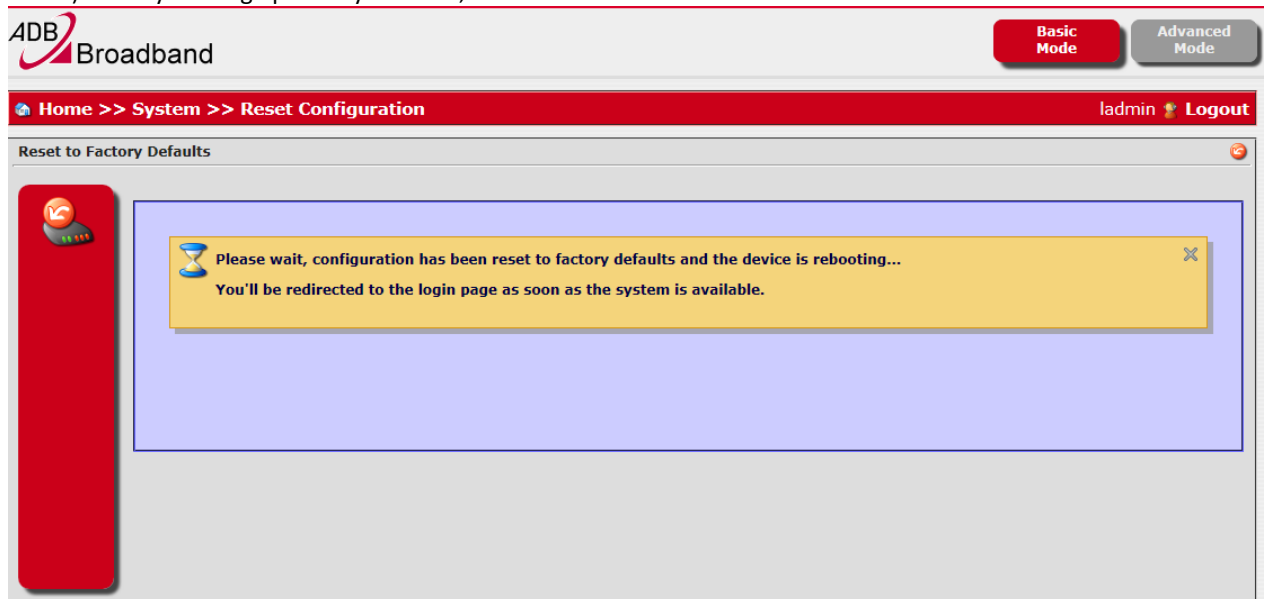 ADB
Broadband
Basic Mode
Advanced Mode
Home >> System >> Reset Configuration
ladmin Logout
Reset to Factory Defaults
Please wait, configuration has been reset to factory defaults and the device is rebooting...
You'll be redirected to the login page as soon as the system is available.